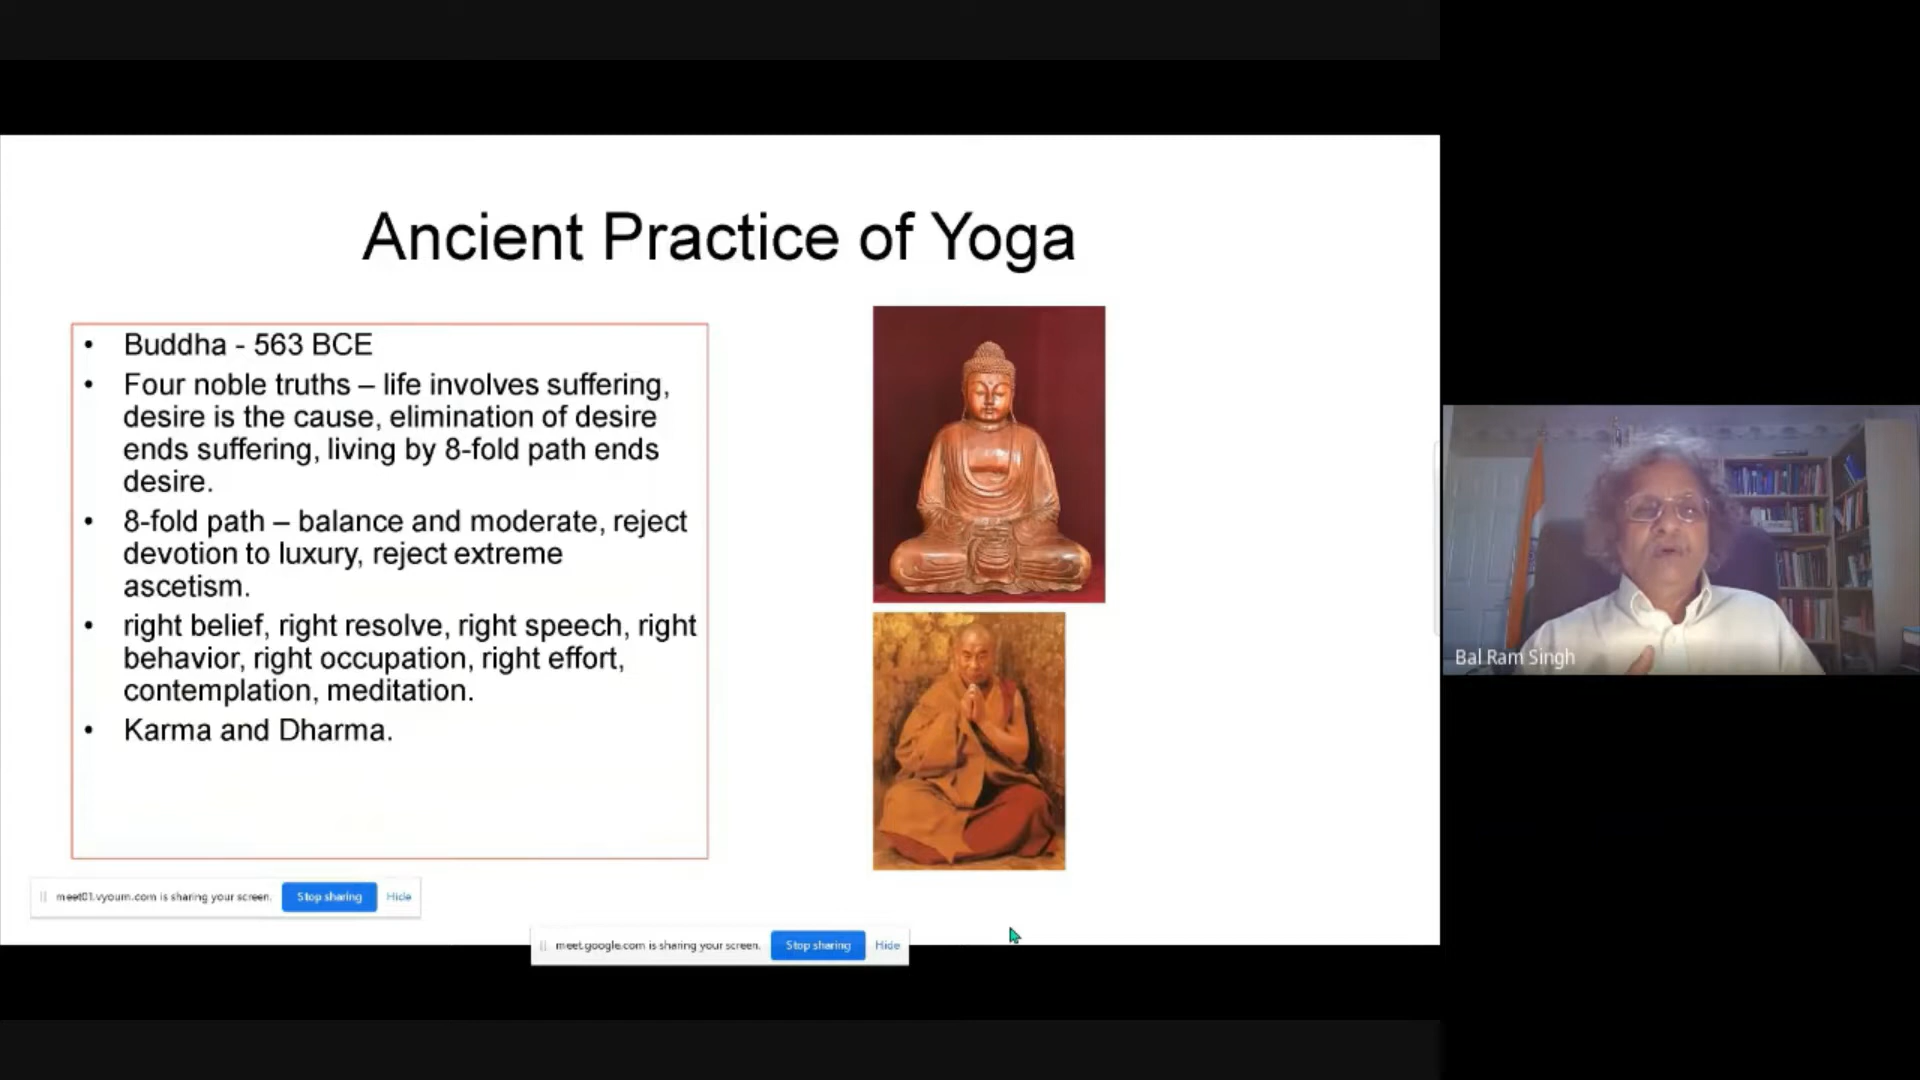 Ancient Practice of Yoga
• Buddha - 563 BCE
• Four noble truths – life involves suffering,
desire is the cause, elimination of desire
ends suffering, living by 8-fold path ends
desire.
• 8-fold path – balance and moderate, reject
devotion to luxury, reject extreme
ascetism.
• right belief, right resolve, right speech, right
behavior, right occupation, right effort,
contemplation, meditation.
• Karma and Dharma.
Bal Ram Singh
meet01.vyoum.com is sharing your screen. Stop sharing Hide
meet.google.com is sharing your screen. Stop sharing Hide